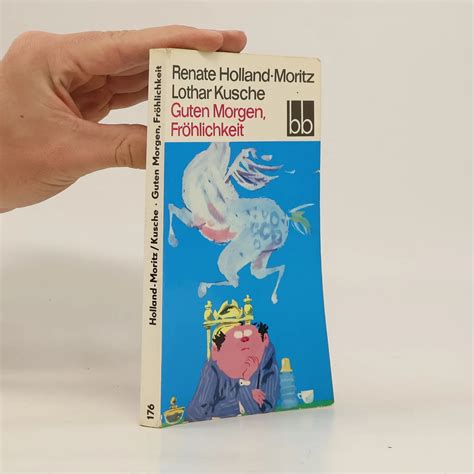 Renate Holland-Moritz
Lothar Kusche
Guten Morgen,
Fröhlichkeit
bb
Holland-Moritz / Kusche · Guten Morgen, Fröhlichkeit
176